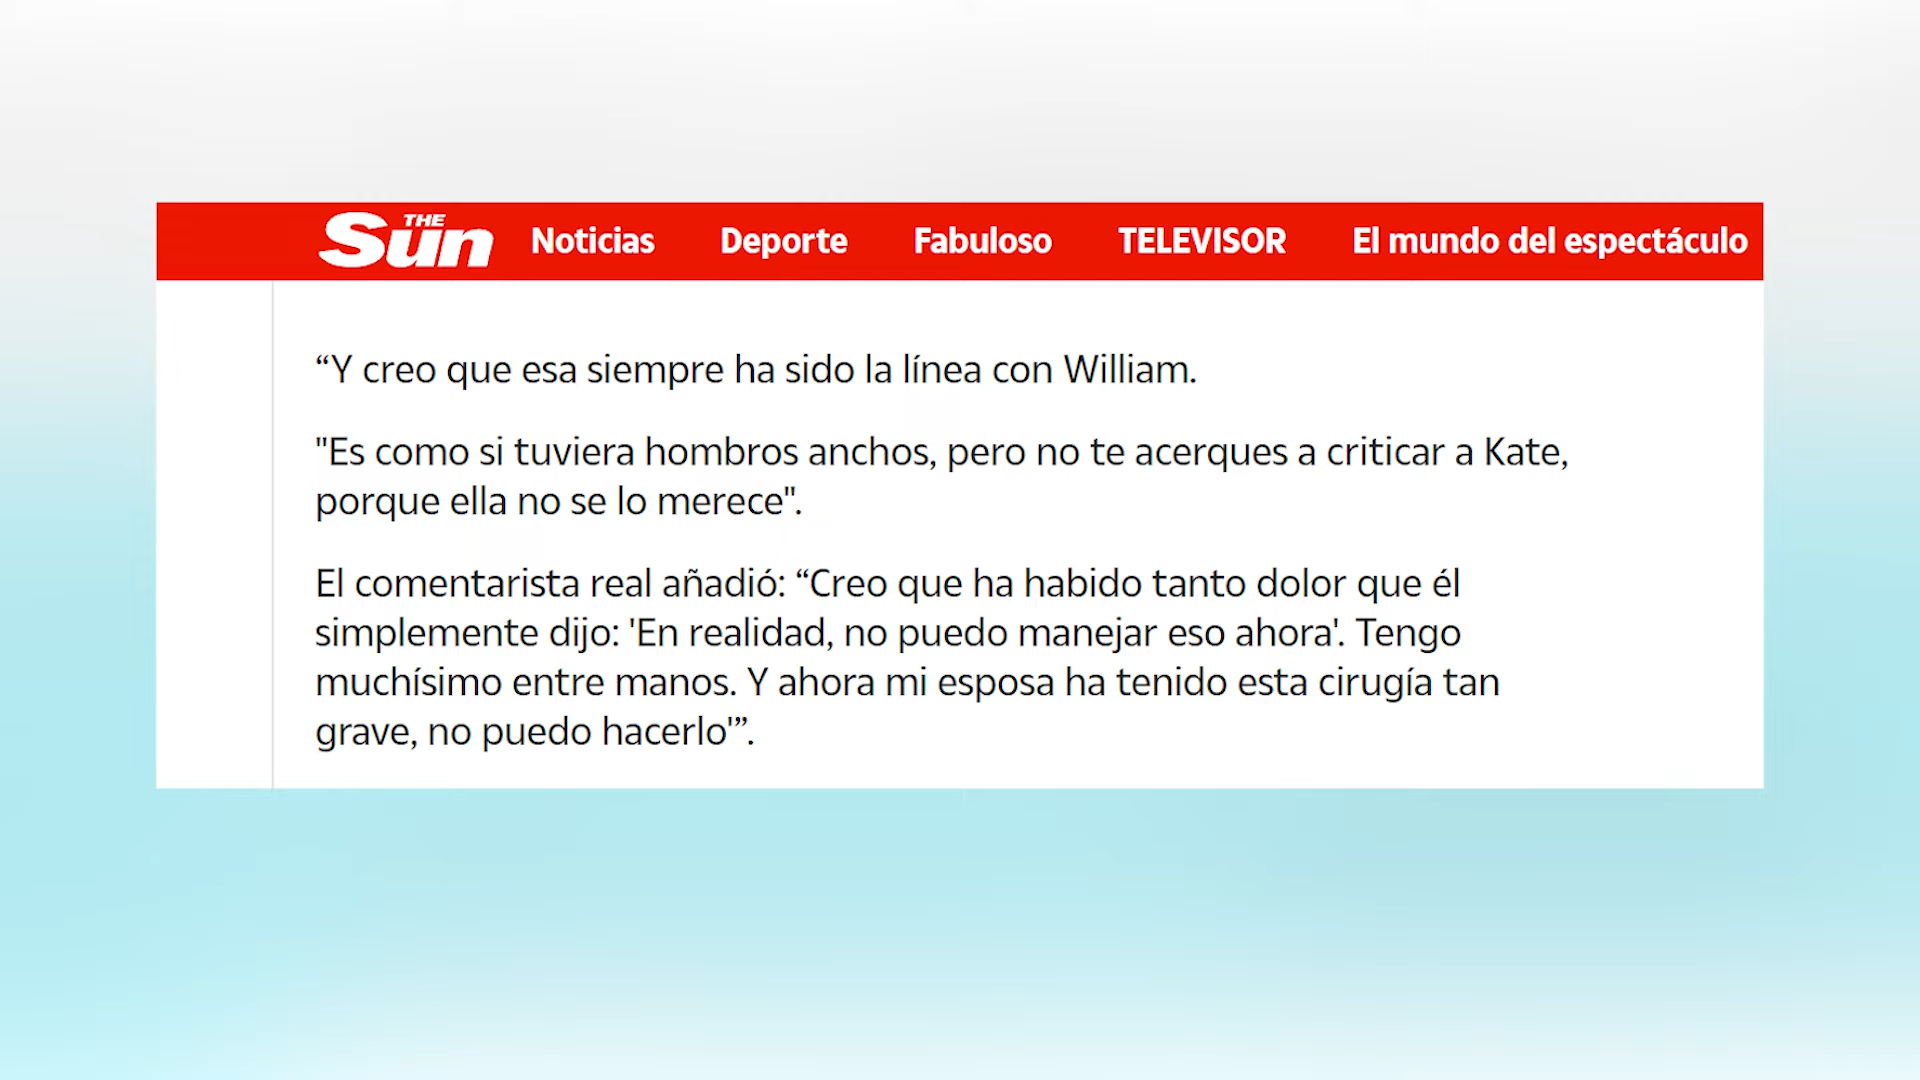 THE Sun Noticias Deporte Fabuloso TELEVISOR El mundo del espectáculo
“Y creo que esa siempre ha sido la línea con William.
"Es como si tuviera hombros anchos, pero no te acerques a criticar a Kate,
porque ella no se lo merece".
El comentarista real añadió: “Creo que ha habido tanto dolor que él
simplemente dijo: 'En realidad, no puedo manejar eso ahora'. Tengo
muchísimo entre manos. Y ahora mi esposa ha tenido esta cirugía tan
grave, no puedo hacerlo'”.